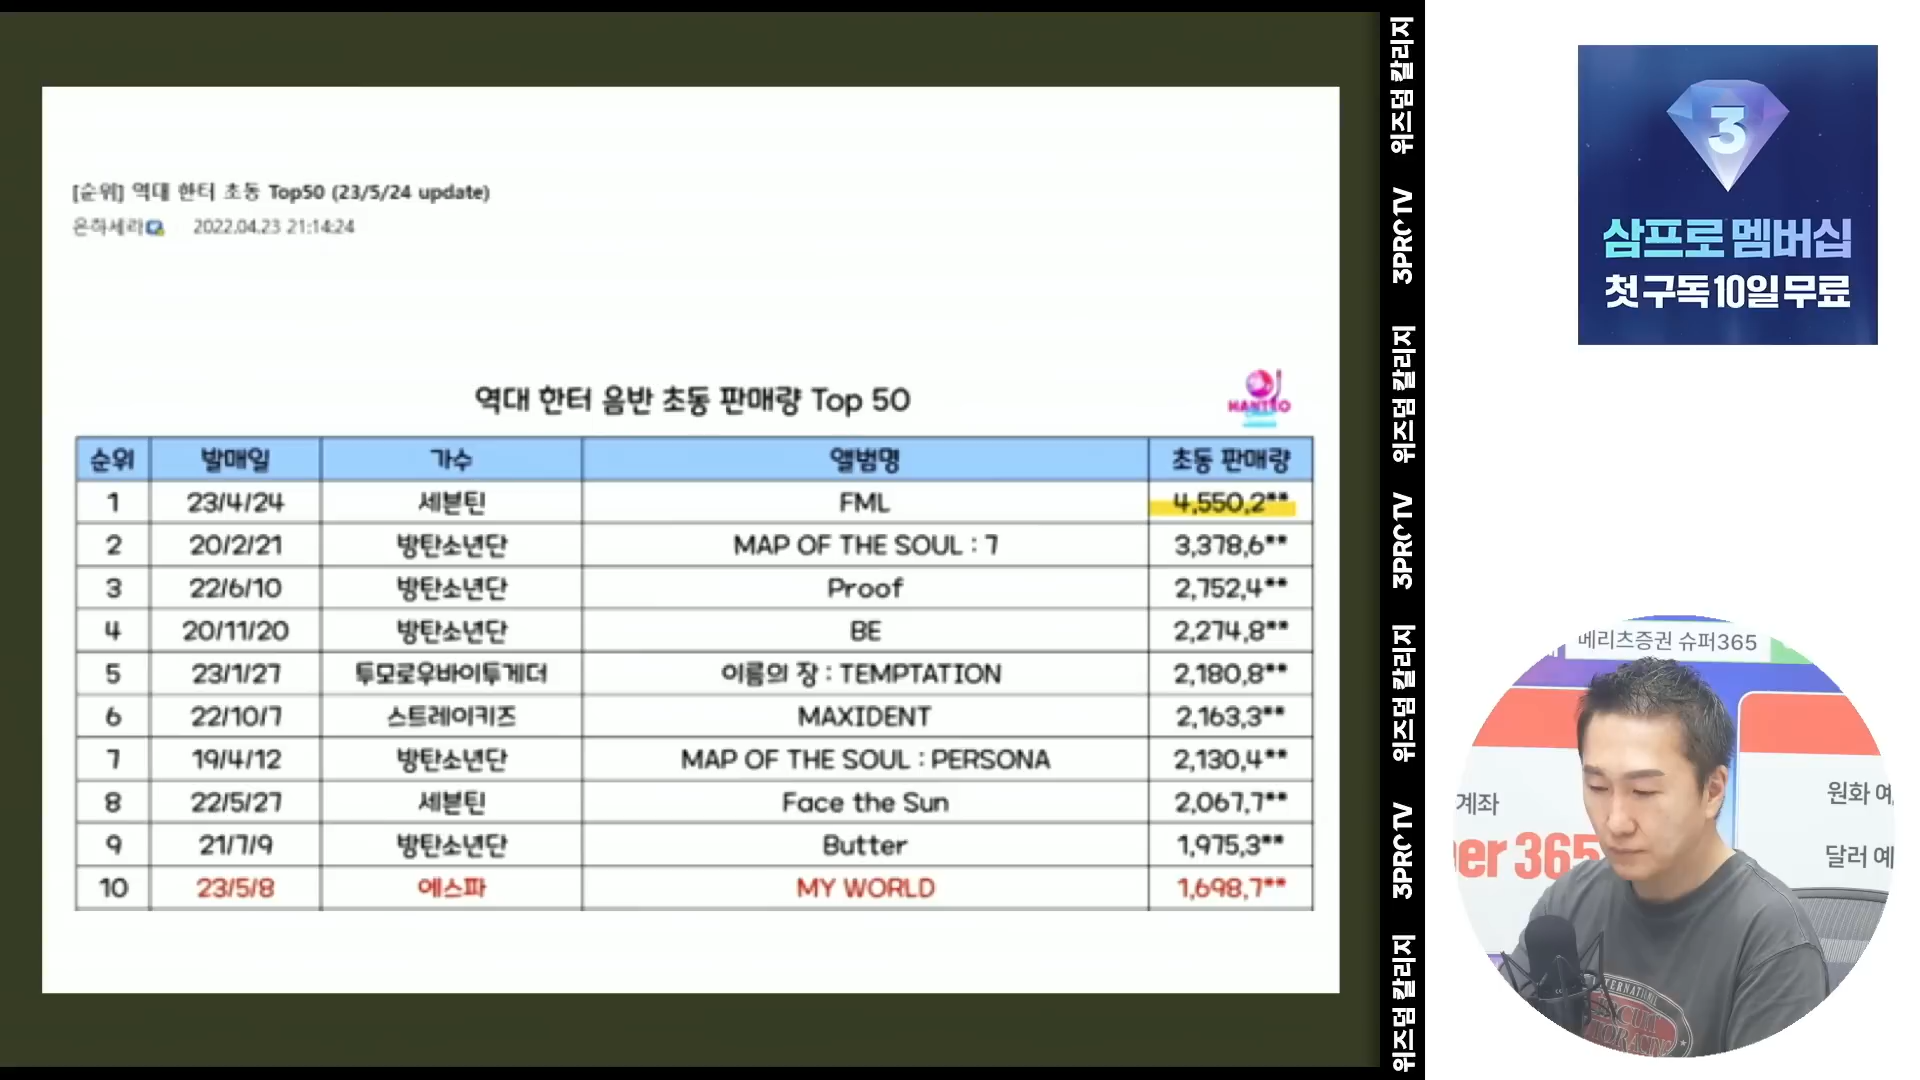 [순위] 역대 한터 초동 Top50 (23/5/24 update)
은하세라 2022.04.23 21:14:24
역대 한터 음반 초동 판매량 Top 50
HANTEO
순위 발매일 가수 앨범명 초동 판매량
1 23/4/24 세븐틴 FML 4,550,2**
2 20/2/21 방탄소년단 MAP OF THE SOUL : 7 3,378,6**
3 22/6/10 방탄소년단 Proof 2,752,4**
4 20/11/20 방탄소년단 BE 2,274,8**
5 23/1/27 투모로우바이투게더 이름의 장 : TEMPTATION 2,180,8**
6 22/10/7 스트레이키즈 MAXIDENT 2,163,3**
7 19/4/12 방탄소년단 MAP OF THE SOUL : PERSONA 2,130,4**
8 22/5/27 세븐틴 Face the Sun 2,067,7**
9 21/7/9 방탄소년단 Butter 1,975,3**
10 23/5/8 에스파 MY WORLD 1,698,7**
위즈덤 칼리지 3PROTV 위즈덤 칼리지 3PROTV 위즈덤 칼리지 3PROTV 위즈덤 칼리지
3
삼프로 멤버십
첫 구독 10일 무료
메리츠증권 슈퍼365
계좌
er 365
원화 예
달러 예